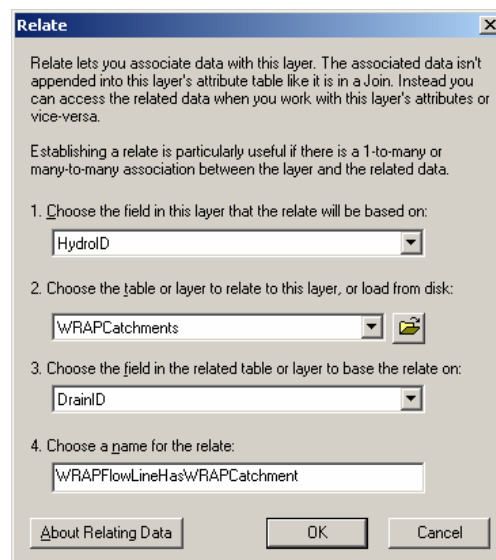 Relate
Relate lets you associate data with this layer. The associated data isn't
appended into this layer's attribute table like it is in a Join. Instead you
can access the related data when you work with this layer's attributes or
vice-versa.
Establishing a relate is particularly useful if there is a 1-to-many or
many-to-many association between the layer and the related data.
1. Choose the field in this layer that the relate will be based on:
HydroID
2. Choose the table or layer to relate to this layer, or load from disk:
WRAPCatchments
3. Choose the field in the related table or layer to base the relate on:
DrainID
4. Choose a name for the relate:
WRAPFlowLineHasWRAPCatchment
About Relating Data OK Cancel